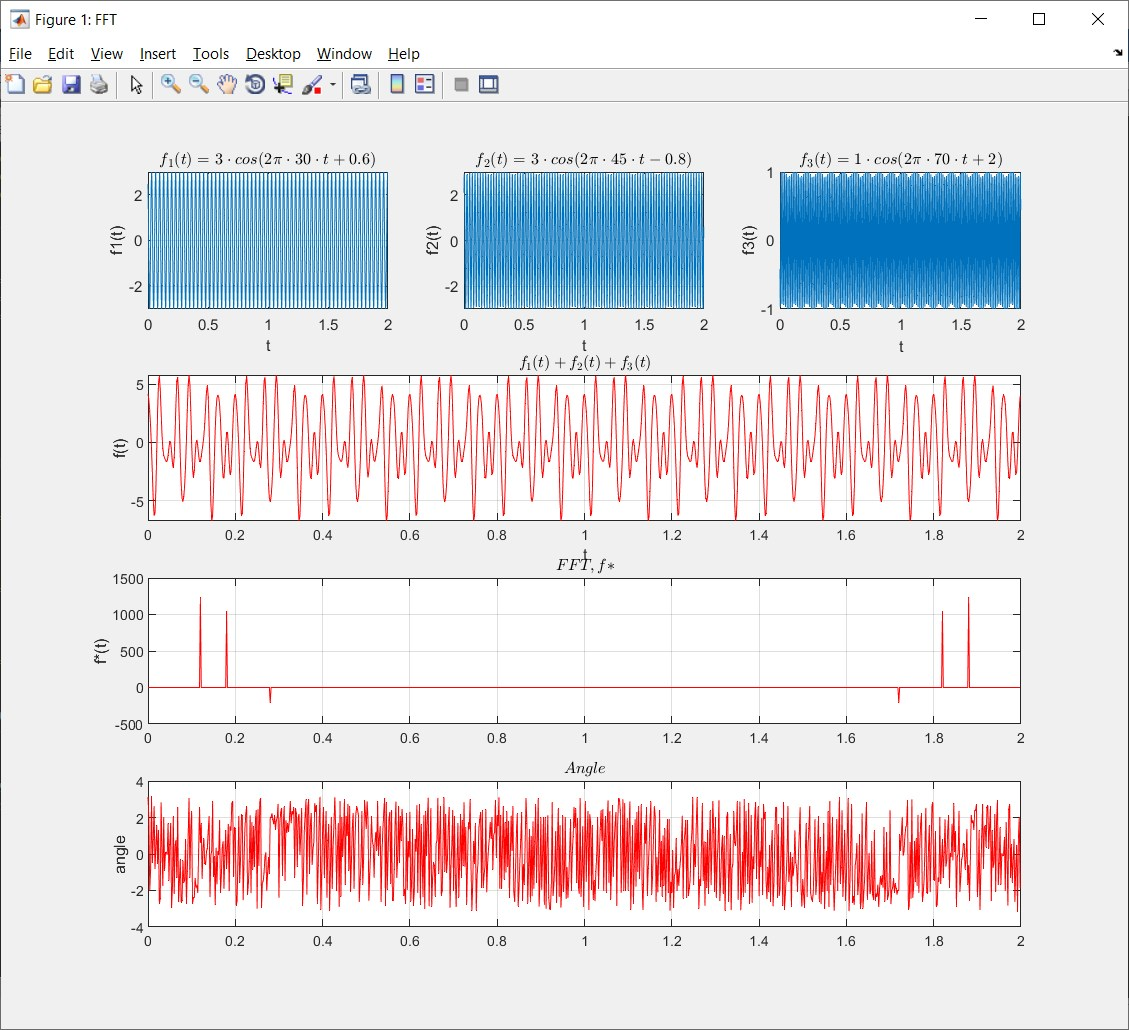 Figure 1: FFT
File Edit View Insert Tools Desktop Window Help
f₁(t) = 3 · cos(2π · 30 · t + 0.6)
f1(t)
2
0
-2
0 0.5 1 1.5 2
t
f₂(t) = 3 · cos(2π · 45 · t − 0.8)
f2(t)
2
0
-2
0 0.5 1 1.5 2
t
f₃(t) = 1 · cos(2π · 70 · t + 2)
f3(t)
1
0
-1
0 0.5 1 1.5 2
t
f₁(t) + f₂(t) + f₃(t)
f(t)
5
0
-5
0 0.2 0.4 0.6 0.8 1 1.2 1.4 1.6 1.8 2
t
FFT, f*
f*(t)
1500
1000
500
0
-500
0 0.2 0.4 0.6 0.8 1 1.2 1.4 1.6 1.8 2
Angle
angle
4
2
0
-2
-4
0 0.2 0.4 0.6 0.8 1 1.2 1.4 1.6 1.8 2